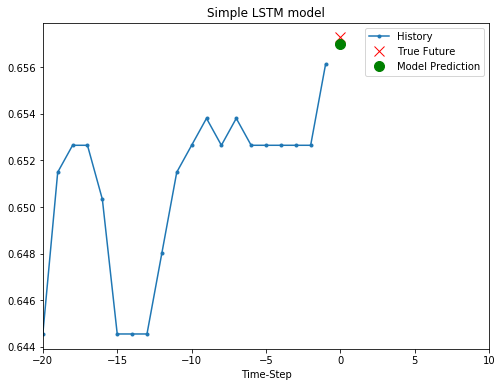 Simple LSTM model
History
True Future
Model Prediction
0.656
0.654
0.652
0.650
0.648
0.646
0.644
−20 −15 −10 −5 0 5 10
Time-Step